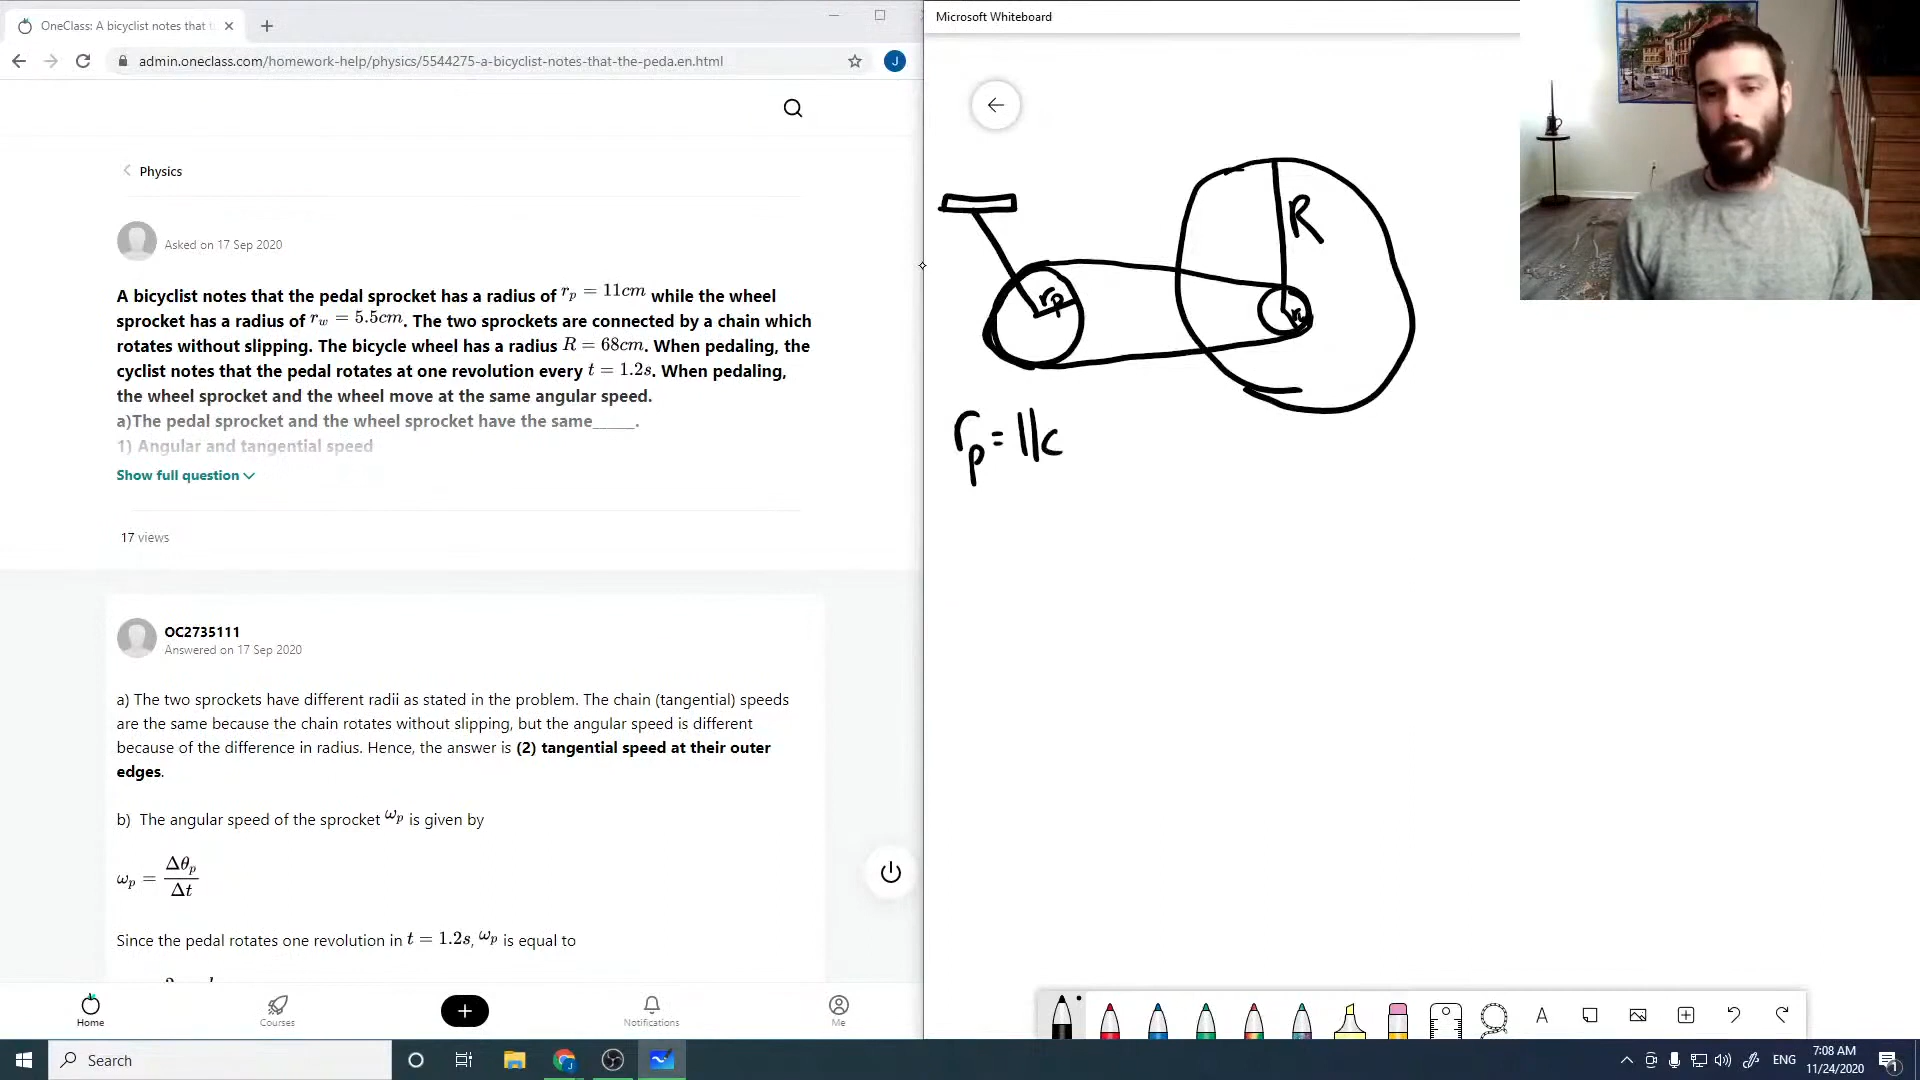 OneClass: A bicyclist notes that t
Microsoft Whiteboard
admin.oneclass.com/homework-help/physics/5544275-a-bicyclist-notes-that-the-peda.en.html
J
Physics
Asked on 17 Sep 2020
A bicyclist notes that the pedal sprocket has a radius of r_p = 11cm while the wheel
sprocket has a radius of r_w = 5.5cm. The two sprockets are connected by a chain which
rotates without slipping. The bicycle wheel has a radius R = 68cm. When pedaling, the
cyclist notes that the pedal rotates at one revolution every t = 1.2s. When pedaling,
the wheel sprocket and the wheel move at the same angular speed.
a)The pedal sprocket and the wheel sprocket have the same_____.
1) Angular and tangential speed
Show full question
17 views
OC2735111
Answered on 17 Sep 2020
a) The two sprockets have different radii as stated in the problem. The chain (tangential) speeds
are the same because the chain rotates without slipping, but the angular speed is different
because of the difference in radius. Hence, the answer is (2) tangential speed at their outer
edges.
b) The angular speed of the sprocket ω_p is given by
ω_p = Δθ_p / Δt
Since the pedal rotates one revolution in t = 1.2s, ω_p is equal to
Home
Courses
Notifications
Me
R
r_p
r_p = 11c
A
Search
ENG
7:08 AM
11/24/2020
1